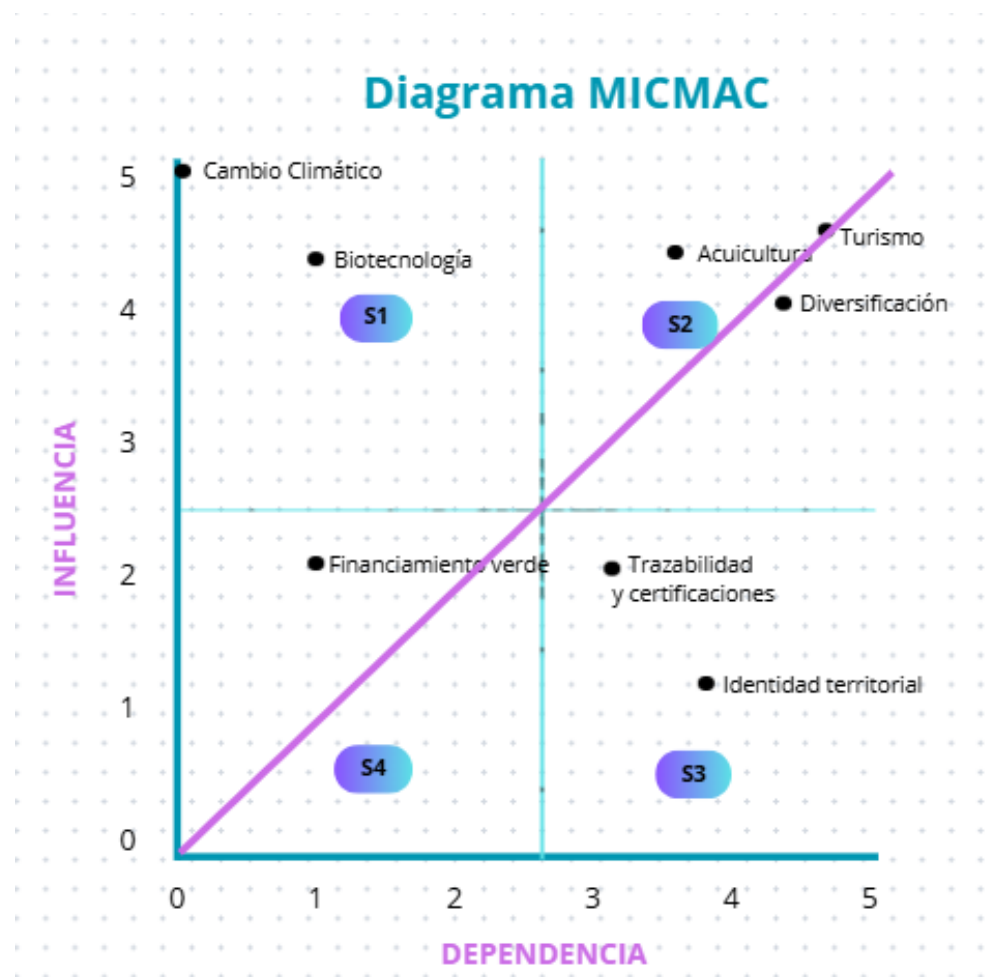 Diagrama MICMAC
5
Cambio Climático
Biotecnología
Acuicultura
Turismo
4
S1
S2
Diversificación
3
INFLUENCIA
2
Financiamiento verde
Trazabilidad
y certificaciones
1
Identidad territorial
S4
S3
0
0 1 2 3 4 5
DEPENDENCIA